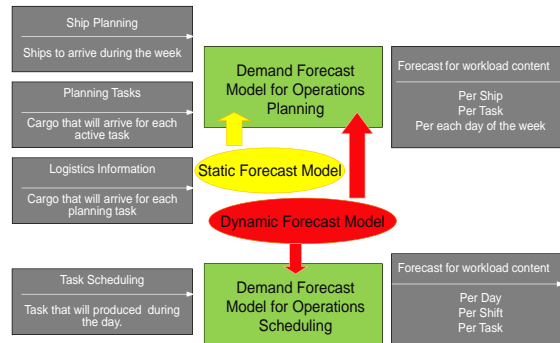 Ship Planning
Ships to arrive during the week
Planning Tasks
Cargo that will arrive for each
active task
Logistics Information
Cargo that will arrive for each
planning task
Demand Forecast
Model for Operations
Planning
Forecast for workload content
Per Ship
Per Task
Per each day of the week
Static Forecast Model
Dynamic Forecast Model
Task Scheduling
Task that will produced during
the day.
Demand Forecast
Model for Operations
Scheduling
Forecast for workload content
Per Day
Per Shift
Per Task